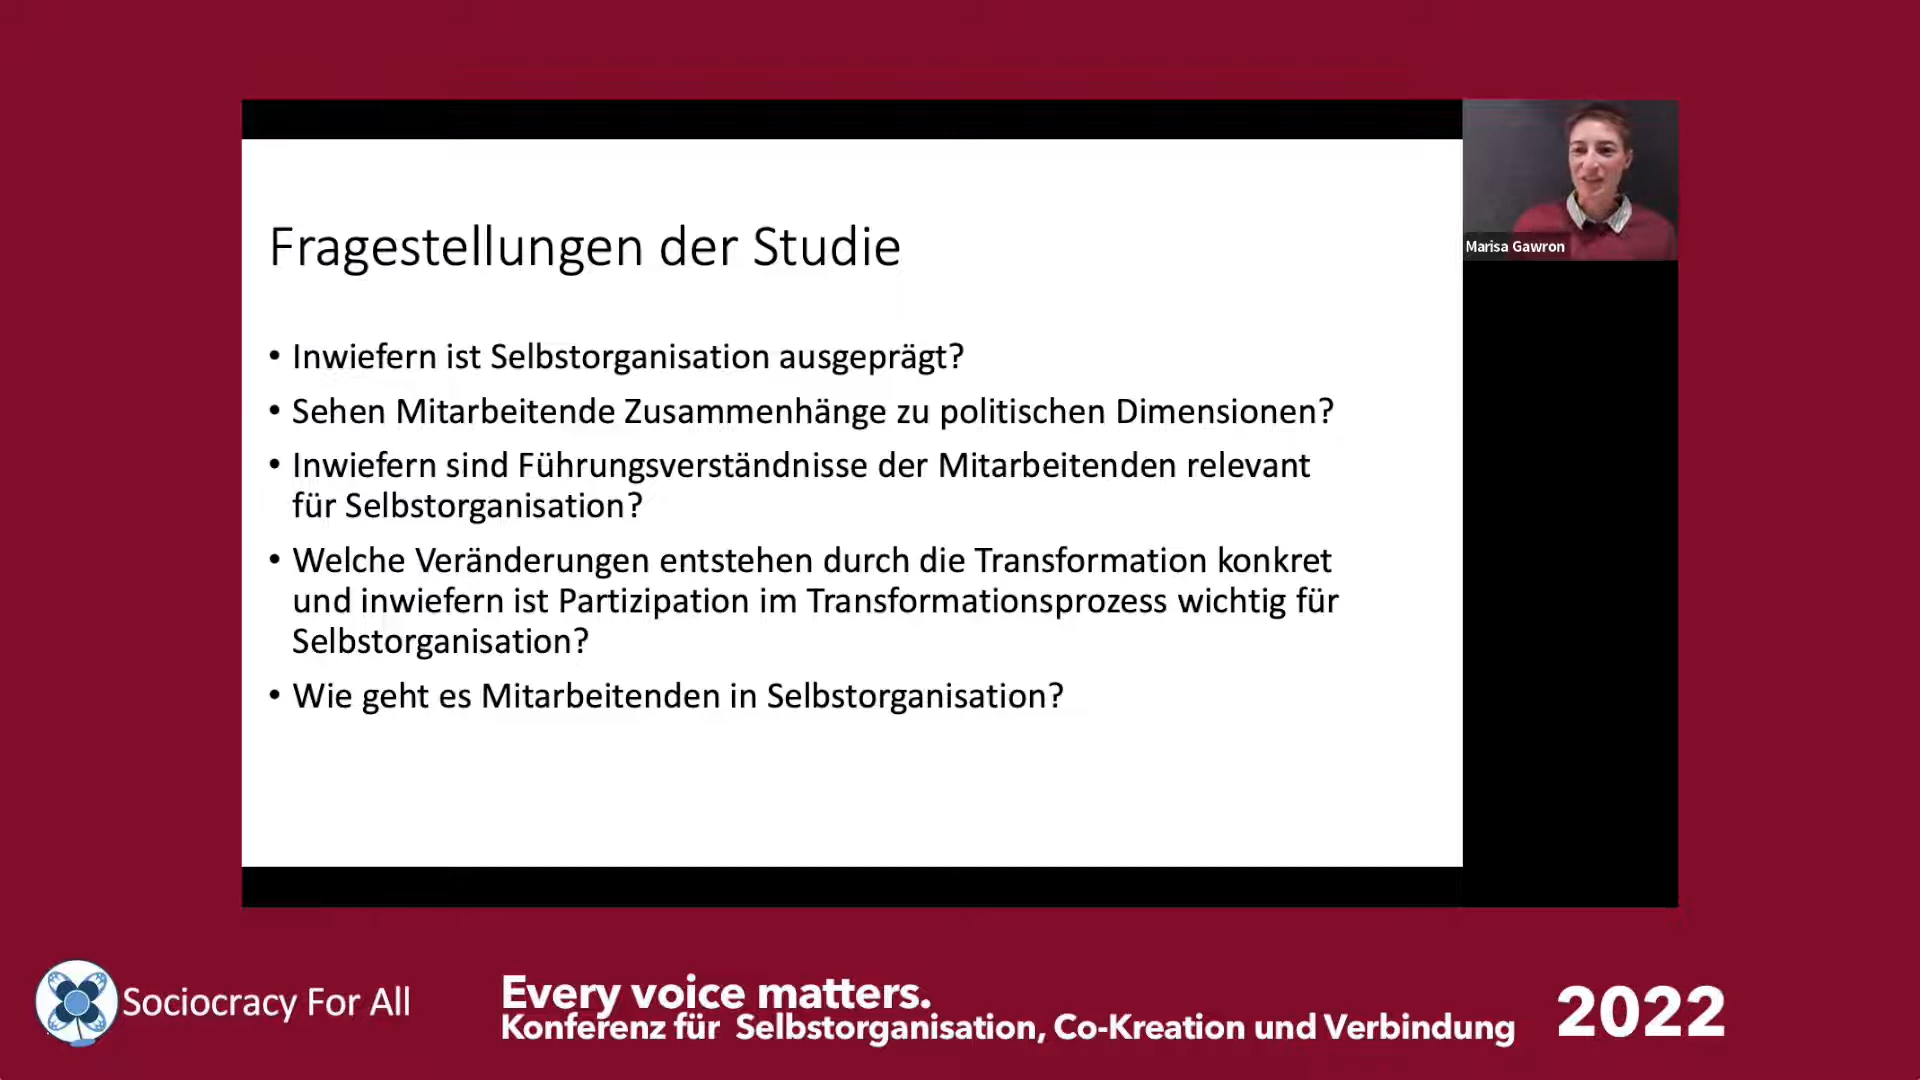 Fragestellungen der Studie
• Inwiefern ist Selbstorganisation ausgeprägt?
• Sehen Mitarbeitende Zusammenhänge zu politischen Dimensionen?
• Inwiefern sind Führungsverständnisse der Mitarbeitenden relevant
für Selbstorganisation?
• Welche Veränderungen entstehen durch die Transformation konkret
und inwiefern ist Partizipation im Transformationsprozess wichtig für
Selbstorganisation?
• Wie geht es Mitarbeitenden in Selbstorganisation?
Marisa Gawron
Sociocracy For All
Every voice matters.
Konferenz für Selbstorganisation, Co-Kreation und Verbindung
2022